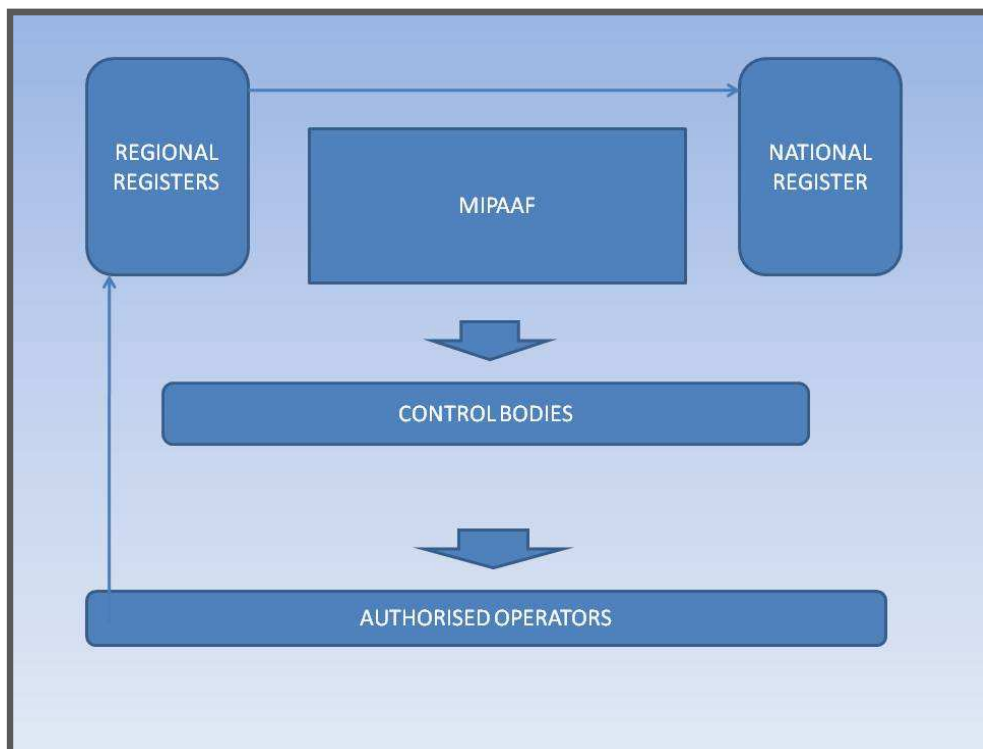 REGIONAL
REGISTERS
MIPAAF
NATIONAL
REGISTER
CONTROL BODIES
AUTHORISED OPERATORS